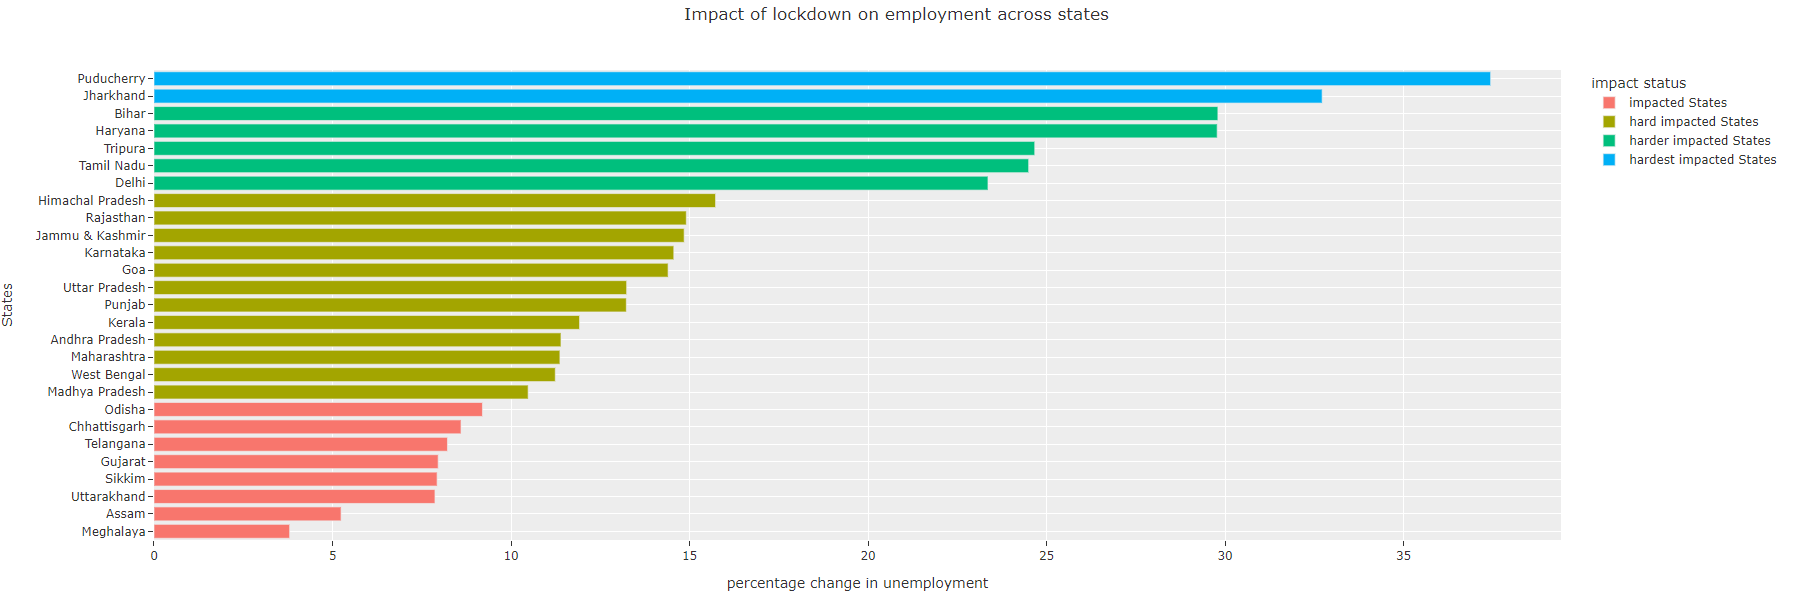 Impact of lockdown on employment across states
States
Puducherry
Jharkhand
Bihar
Haryana
Tripura
Tamil Nadu
Delhi
Himachal Pradesh
Rajasthan
Jammu & Kashmir
Karnataka
Goa
Uttar Pradesh
Punjab
Kerala
Andhra Pradesh
Maharashtra
West Bengal
Madhya Pradesh
Odisha
Chhattisgarh
Telangana
Gujarat
Sikkim
Uttarakhand
Assam
Meghalaya
0 5 10 15 20 25 30 35
percentage change in unemployment
impact status
impacted States
hard impacted States
harder impacted States
hardest impacted States